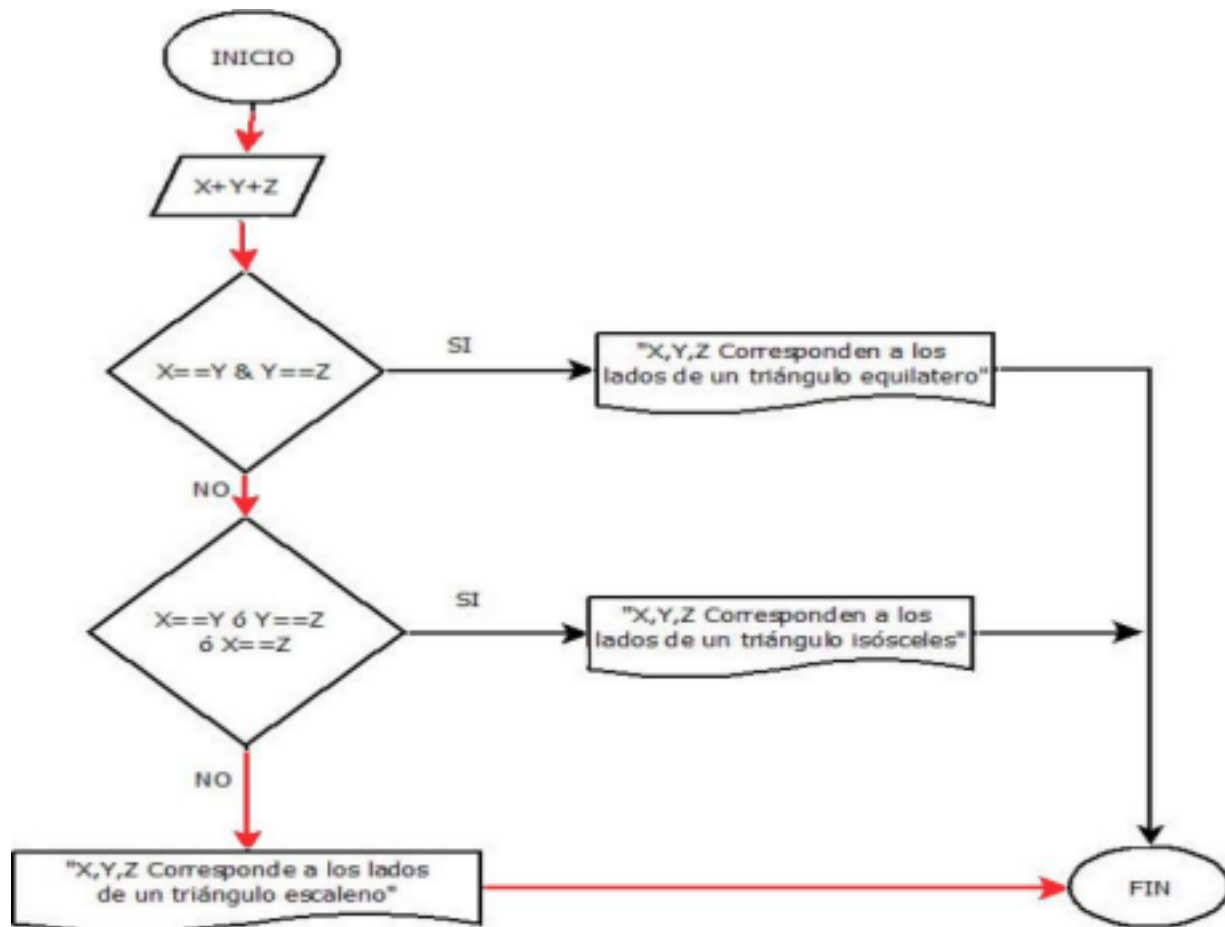 INICIO
X+Y+Z
X==Y & Y==Z
SI
"X,Y,Z Corresponden a los
lados de un triángulo equilatero"
NO
X==Y ó Y==Z
ó X==Z
SI
"X,Y,Z Corresponden a los
lados de un triángulo isósceles"
NO
"X,Y,Z Corresponde a los lados
de un triángulo escaleno"
FIN